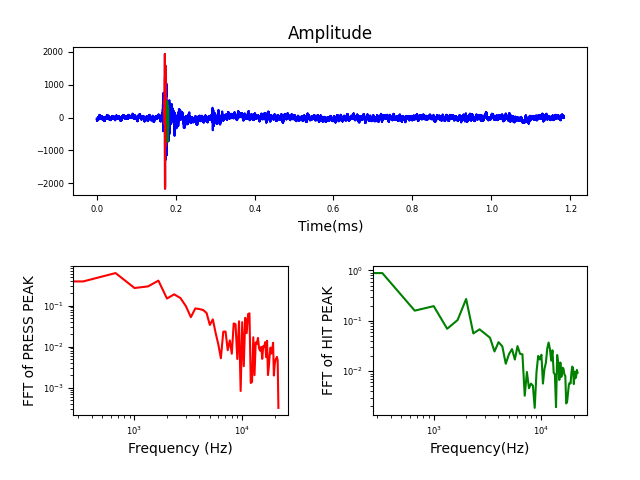 Amplitude
2000
1000
0
−1000
−2000
0.0 0.2 0.4 0.6 0.8 1.0 1.2
Time(ms)
FFT of PRESS PEAK
10⁻¹
10⁻²
10⁻³
10³ 10⁴
Frequency (Hz)
FFT of HIT PEAK
10⁰
10⁻¹
10⁻²
10³ 10⁴
Frequency(Hz)